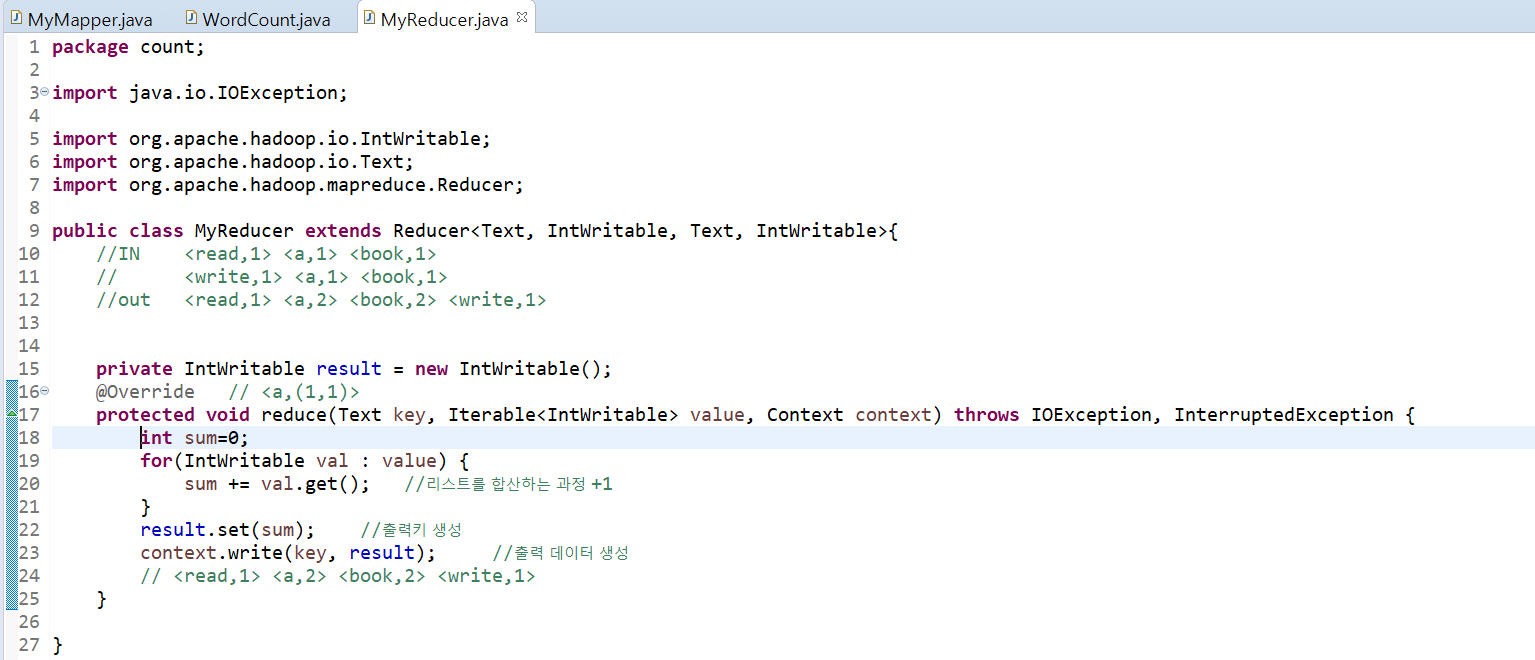 MyMapper.java WordCount.java MyReducer.java
1 package count;
2
3 import java.io.IOException;
4
5 import org.apache.hadoop.io.IntWritable;
6 import org.apache.hadoop.io.Text;
7 import org.apache.hadoop.mapreduce.Reducer;
8
9 public class MyReducer extends Reducer<Text, IntWritable, Text, IntWritable>{
10 //IN <read,1> <a,1> <book,1>
11 // <write,1> <a,1> <book,1>
12 //out <read,1> <a,2> <book,2> <write,1>
13
14
15 private IntWritable result = new IntWritable();
16 @Override // <a,(1,1)>
17 protected void reduce(Text key, Iterable<IntWritable> value, Context context) throws IOException, InterruptedException {
18 int sum=0;
19 for(IntWritable val : value) {
20 sum += val.get(); //리스트를 합산하는 과정 +1
21 }
22 result.set(sum); //출력키 생성
23 context.write(key, result); //출력 데이터 생성
24 // <read,1> <a,2> <book,2> <write,1>
25 }
26
27 }